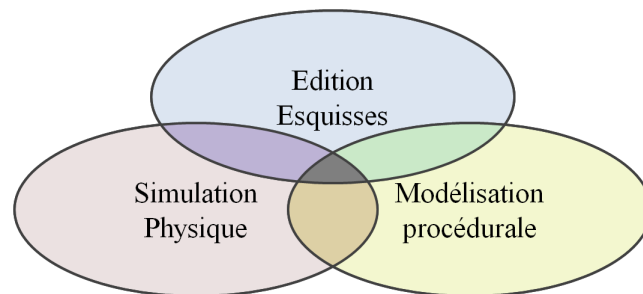 Edition
Esquisses
Simulation
Physique
Modélisation
procédurale